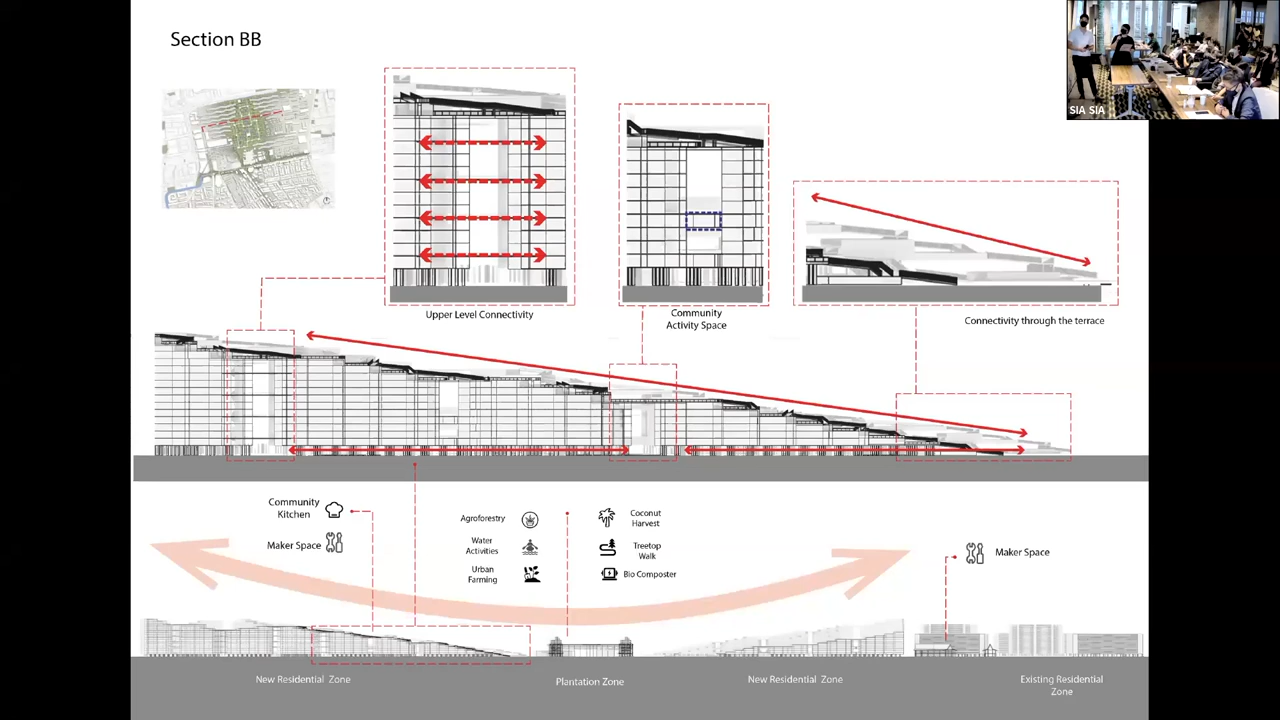 Section BB
SIA SIA
Upper Level Connectivity
Community
Activity Space
Connectivity through the terrace
Community
Kitchen
Maker Space
Agroforestry
Water
Activities
Urban
Farming
Coconut
Harvest
Treetop
Walk
Bio Composter
Maker Space
New Residential Zone
Plantation Zone
New Residential Zone
Existing Residential
Zone